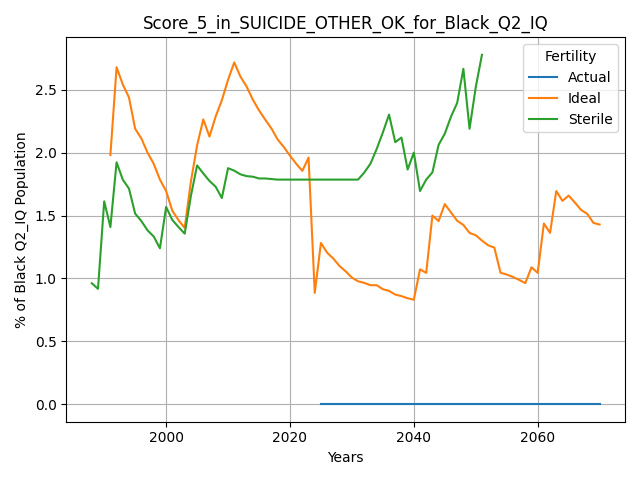 Score_5_in_SUICIDE_OTHER_OK_for_Black_Q2_IQ
Fertility
Actual
Ideal
Sterile
% of Black Q2_IQ Population
2.5
2.0
1.5
1.0
0.5
0.0
2000
2020
2040
2060
Years